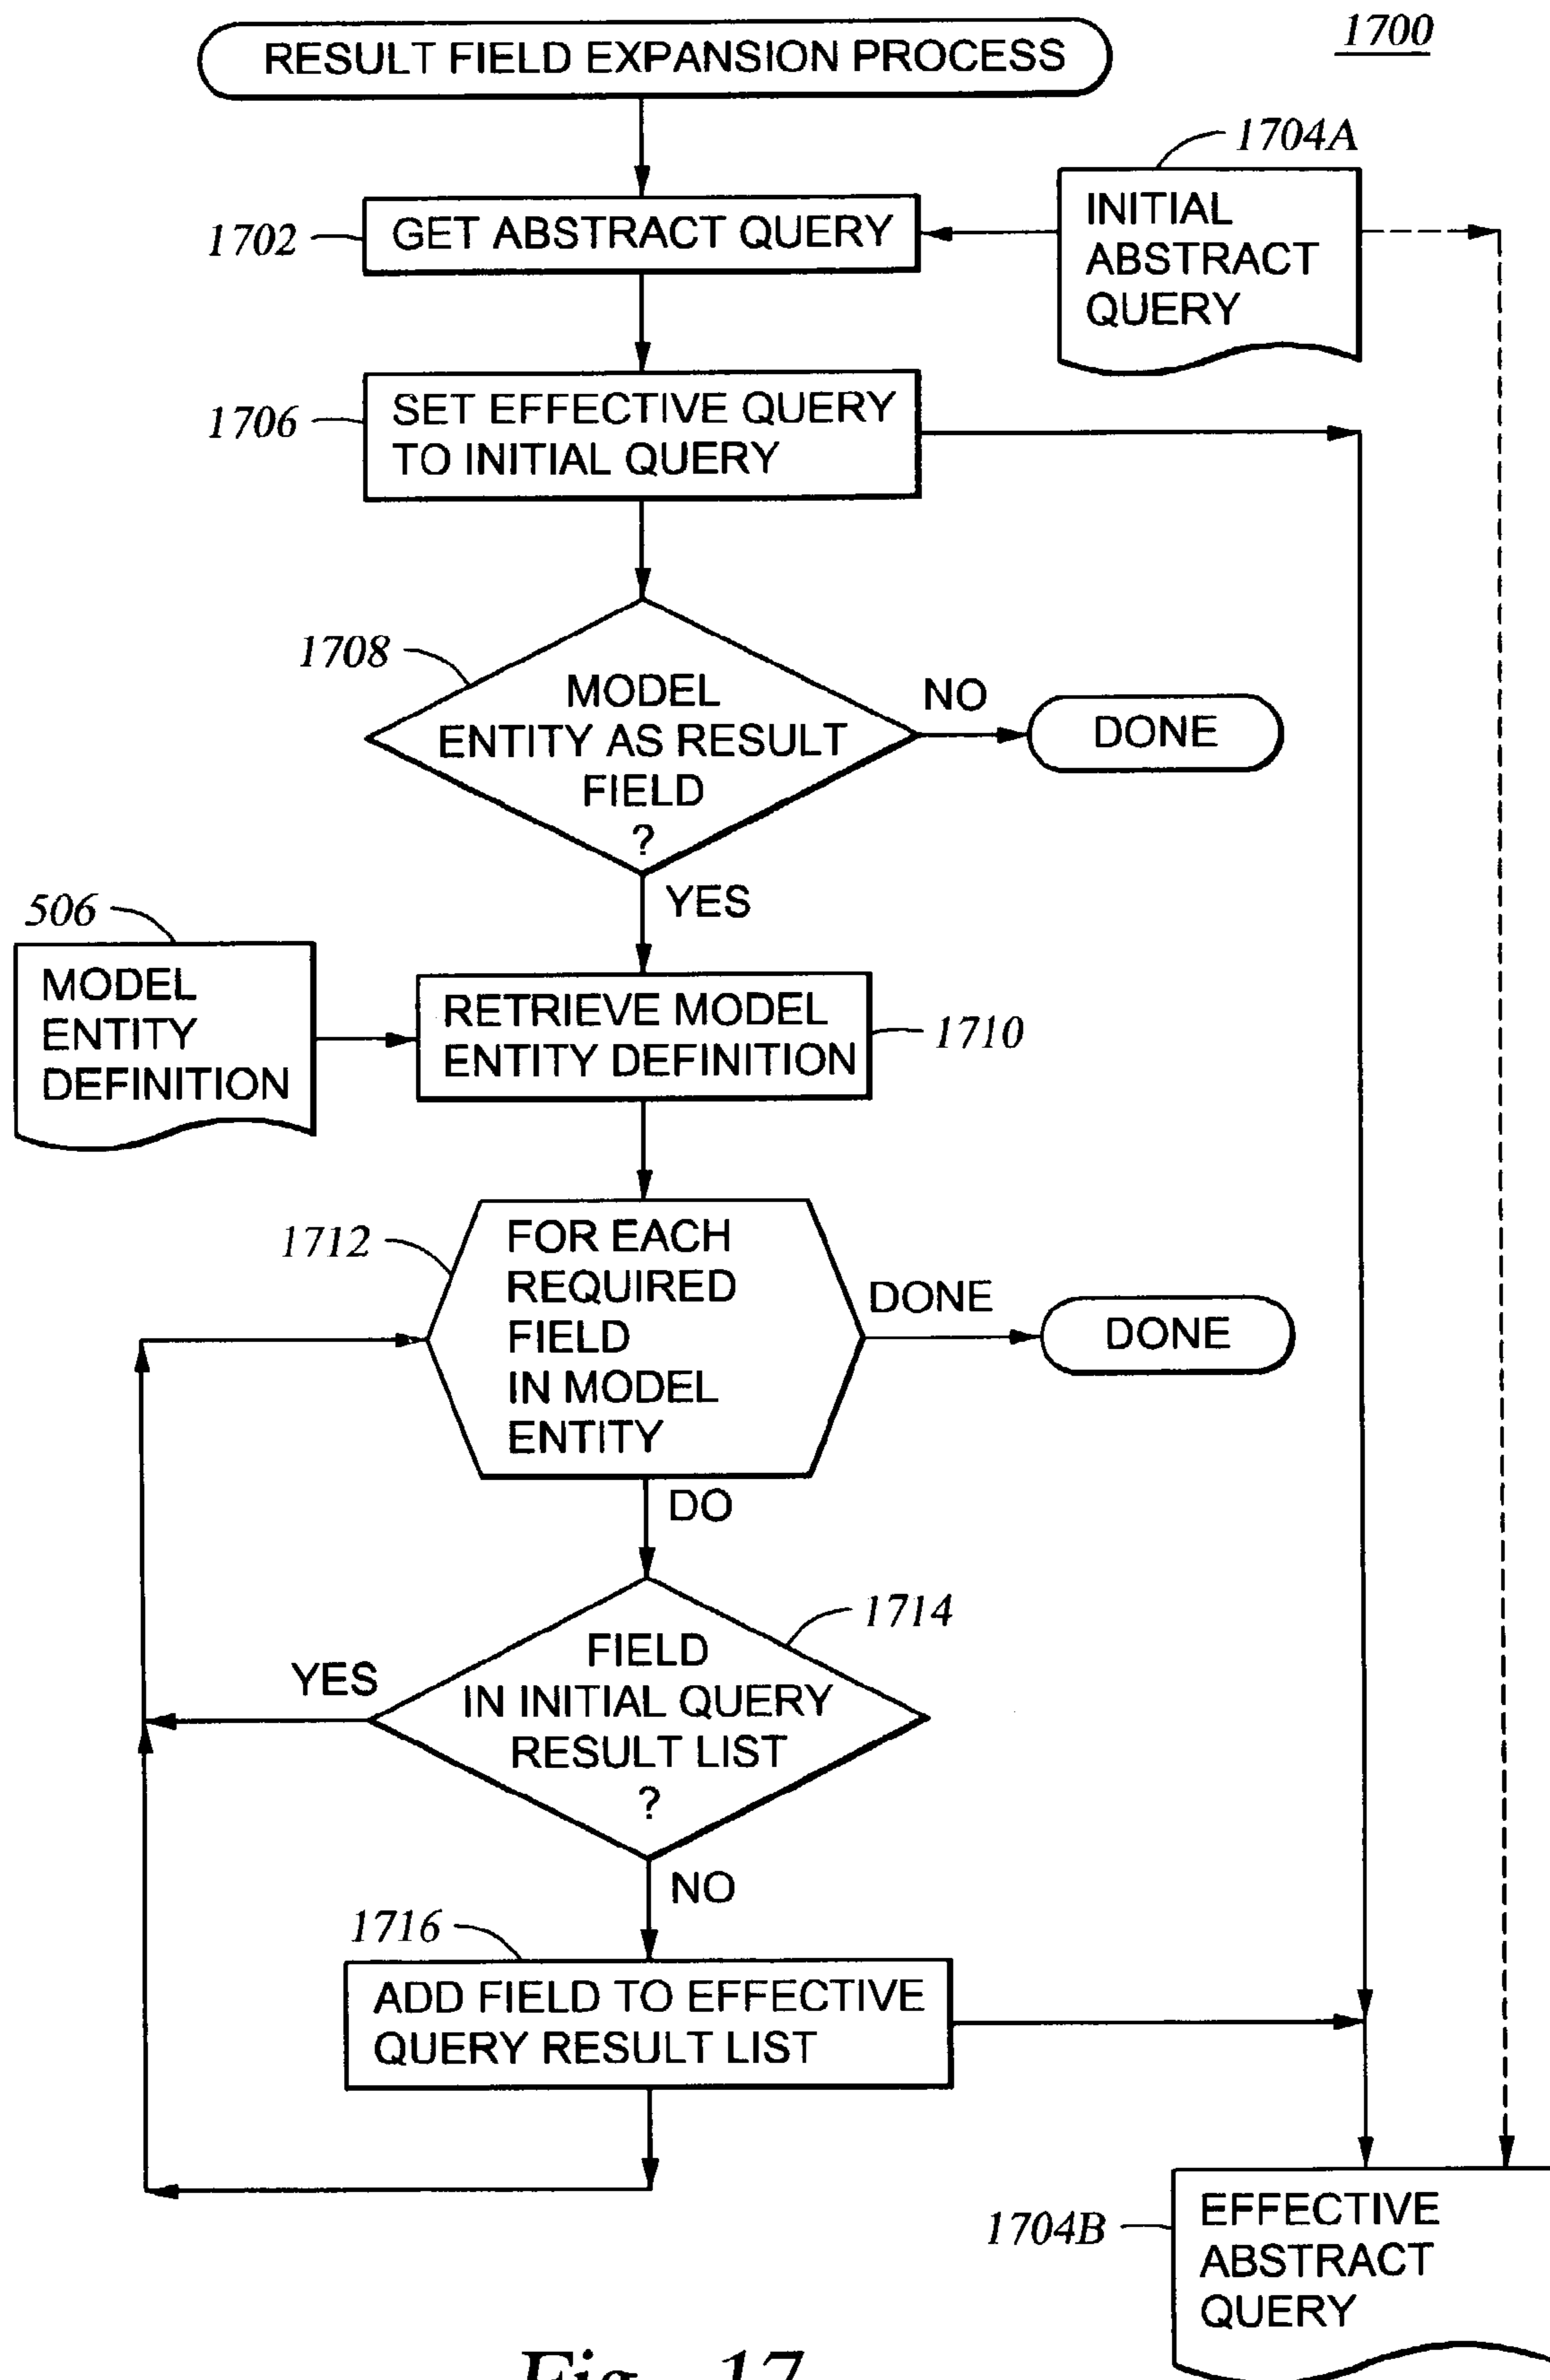 RESULT FIELD EXPANSION PROCESS
1700
1704A
1702
GET ABSTRACT QUERY
INITIAL
ABSTRACT
QUERY
1706
SET EFFECTIVE QUERY
TO INITIAL QUERY
1708
MODEL
ENTITY AS RESULT
FIELD
?
NO
DONE
YES
506
MODEL
ENTITY
DEFINITION
RETRIEVE MODEL
ENTITY DEFINITION
1710
1712
FOR EACH
REQUIRED
FIELD
IN MODEL
ENTITY
DONE
DONE
DO
1714
FIELD
IN INITIAL QUERY
RESULT LIST
?
YES
NO
1716
ADD FIELD TO EFFECTIVE
QUERY RESULT LIST
1704B
EFFECTIVE
ABSTRACT
QUERY
Fig. 17